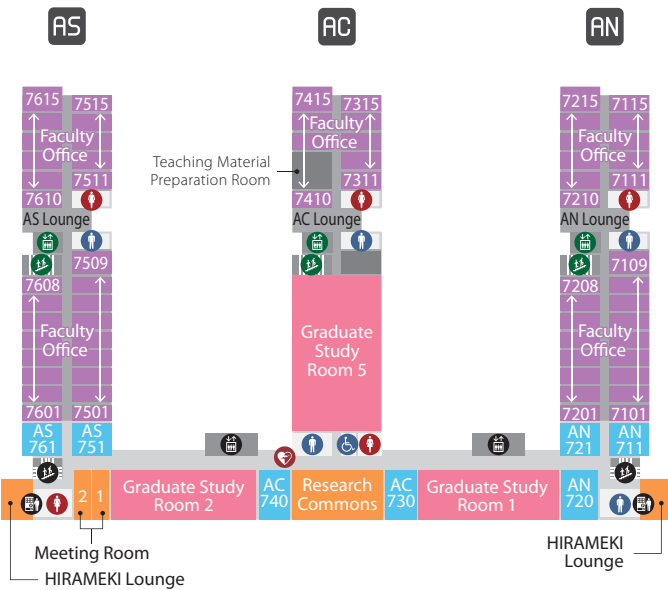 AS
AC
AN
7615
7515
Faculty
Office
7511
7610
AS Lounge
7509
7608
Faculty
Office
7601
7501
AS
761
AS
751
7415
7315
Faculty
Office
Teaching Material
Preparation Room
7311
7410
AC Lounge
Graduate
Study
Room 5
7215
7115
Faculty
Office
7111
7210
AN Lounge
7109
7208
Faculty
Office
7201
7101
AN
721
AN
711
2
1
Graduate Study
Room 2
AC
740
Research
Commons
AC
730
Graduate Study
Room 1
AN
720
Meeting Room
HIRAMEKI Lounge
HIRAMEKI
Lounge